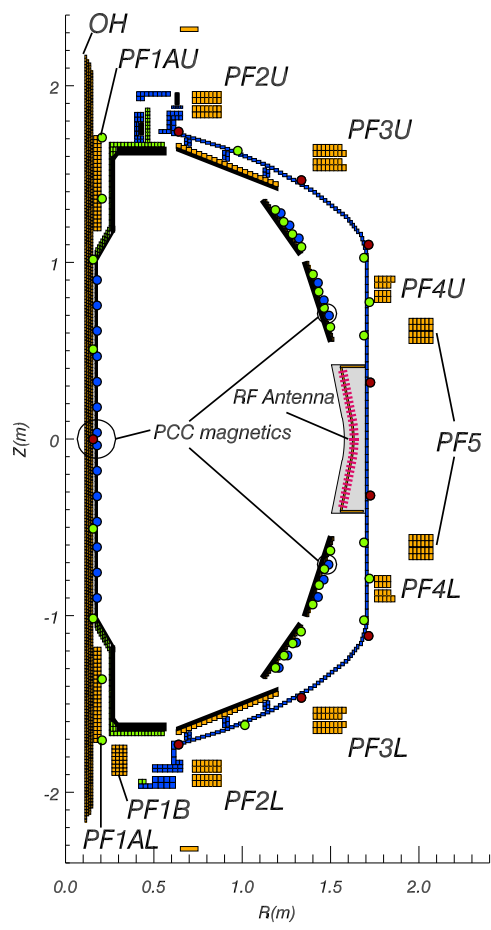 OH
PF1AU
PF2U
PF3U
PF4U
RF Antenna
PCC magnetics
PF5
PF4L
PF3L
PF2L
PF1B
PF1AL
2
1
0
-1
-2
Z(m)
0.0 0.5 1.0 1.5 2.0
R(m)